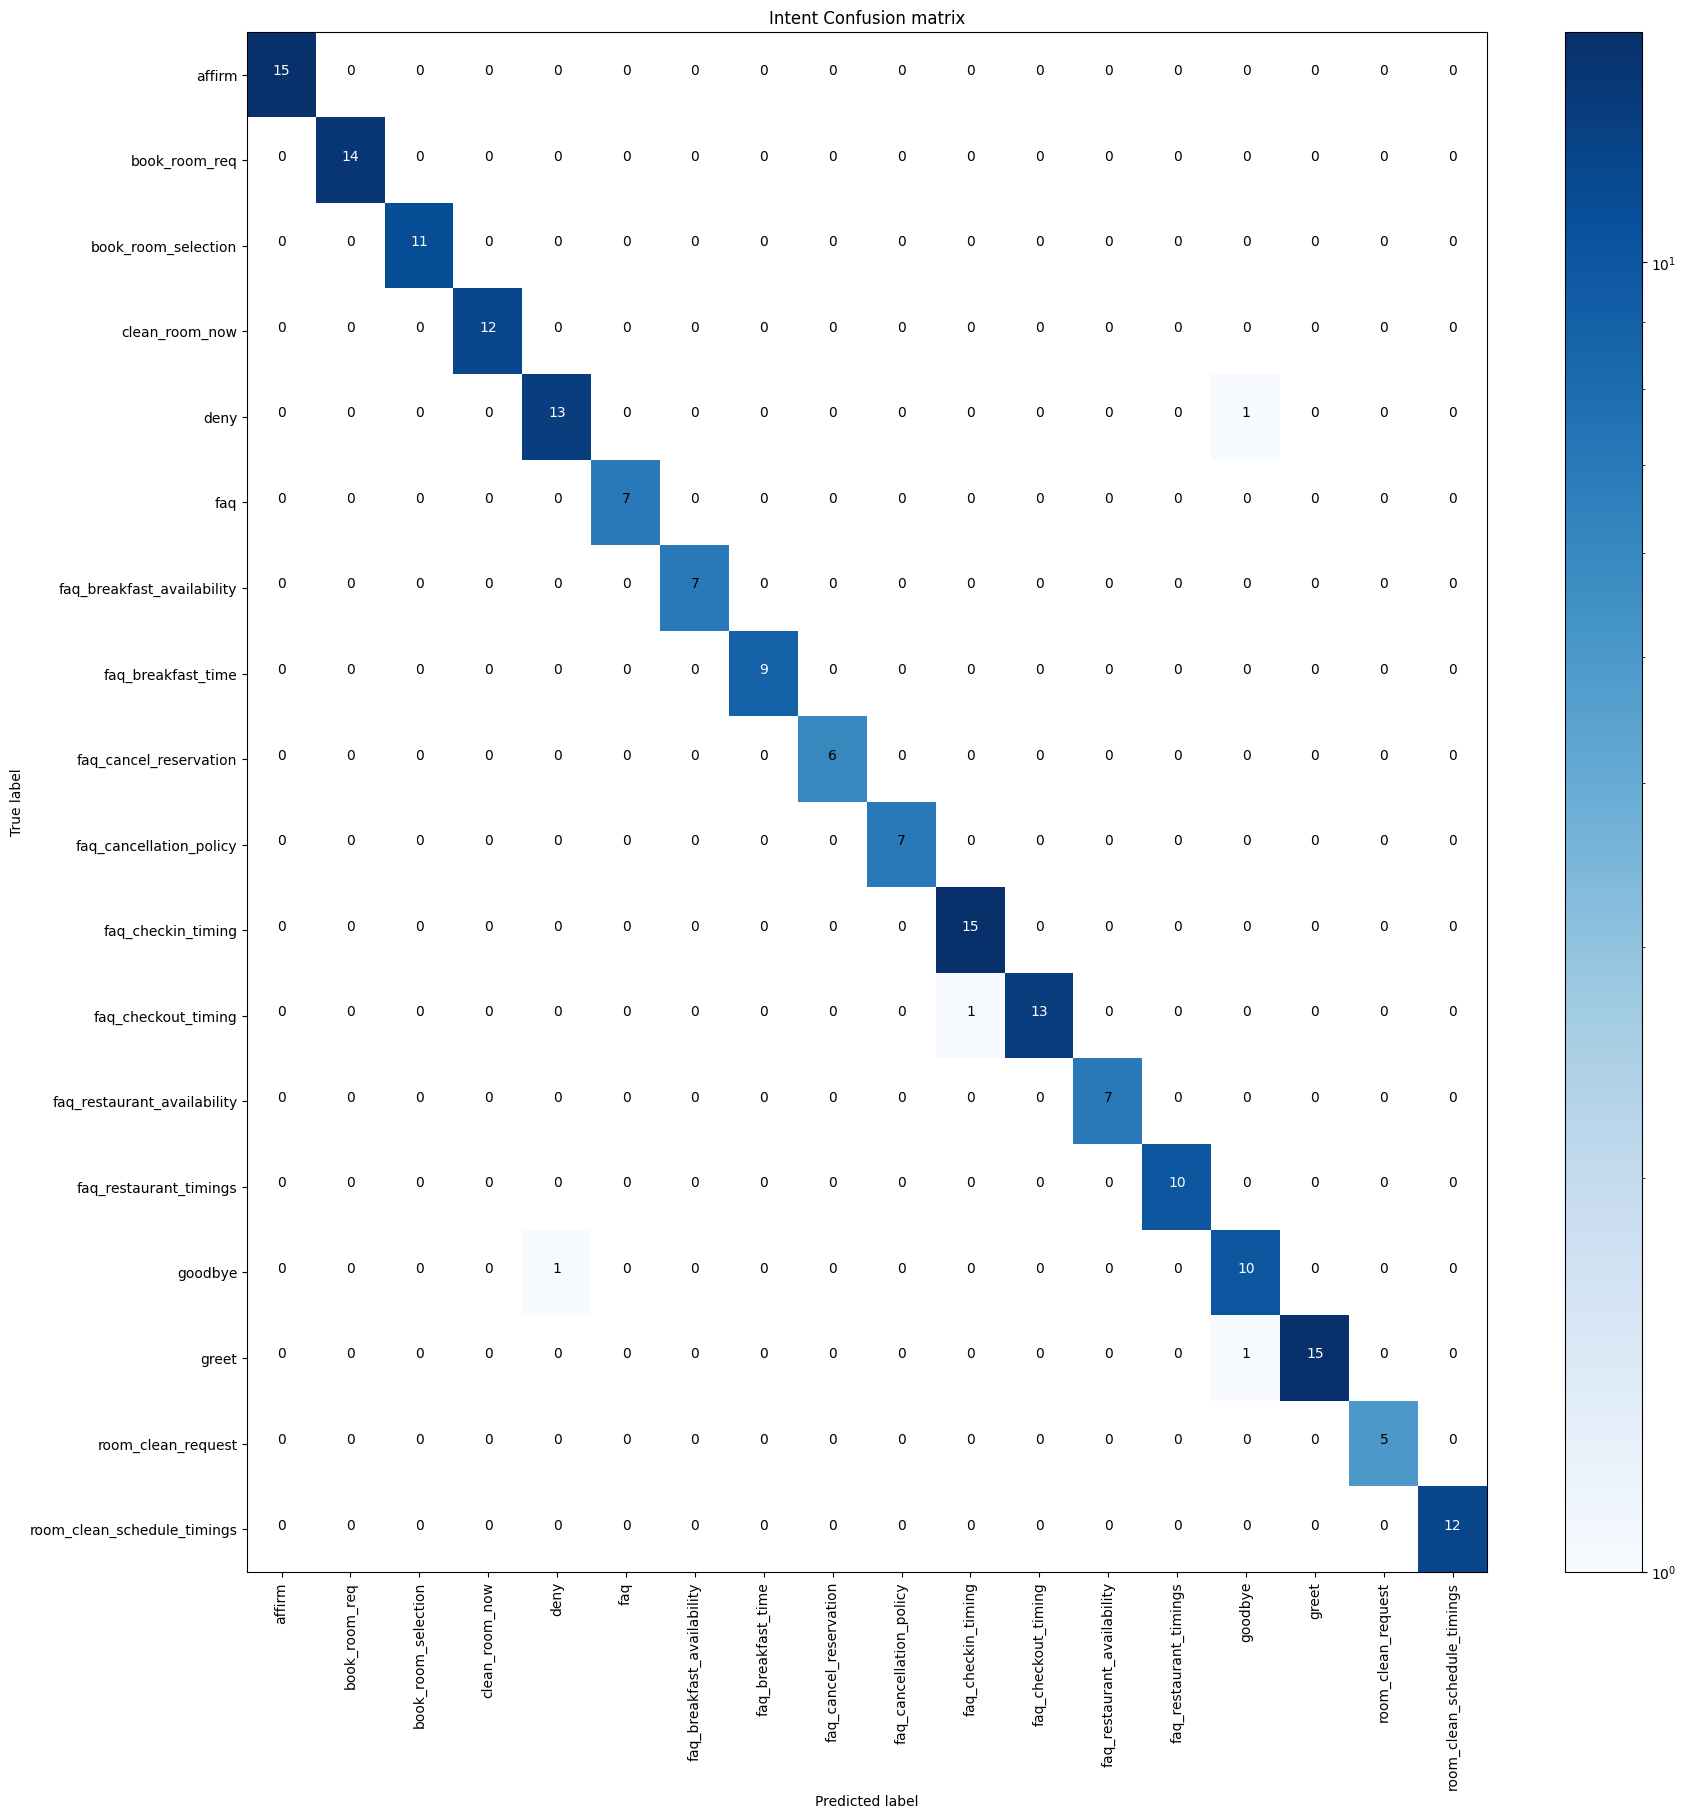 Intent Confusion matrix
affirm 15 0 0 0 0 0 0 0 0 0 0 0 0 0 0 0 0 0
book_room_req 0 14 0 0 0 0 0 0 0 0 0 0 0 0 0 0 0 0
book_room_selection 0 0 11 0 0 0 0 0 0 0 0 0 0 0 0 0 0 0
clean_room_now 0 0 0 12 0 0 0 0 0 0 0 0 0 0 0 0 0 0
deny 0 0 0 0 13 0 0 0 0 0 0 0 0 0 1 0 0 0
faq 0 0 0 0 0 7 0 0 0 0 0 0 0 0 0 0 0 0
faq_breakfast_availability 0 0 0 0 0 0 7 0 0 0 0 0 0 0 0 0 0 0
faq_breakfast_time 0 0 0 0 0 0 0 9 0 0 0 0 0 0 0 0 0 0
faq_cancel_reservation 0 0 0 0 0 0 0 0 6 0 0 0 0 0 0 0 0 0
faq_cancellation_policy 0 0 0 0 0 0 0 0 0 7 0 0 0 0 0 0 0 0
faq_checkin_timing 0 0 0 0 0 0 0 0 0 0 15 0 0 0 0 0 0 0
faq_checkout_timing 0 0 0 0 0 0 0 0 0 0 1 13 0 0 0 0 0 0
faq_restaurant_availability 0 0 0 0 0 0 0 0 0 0 0 0 7 0 0 0 0 0
faq_restaurant_timings 0 0 0 0 0 0 0 0 0 0 0 0 0 10 0 0 0 0
goodbye 0 0 0 0 1 0 0 0 0 0 0 0 0 0 10 0 0 0
greet 0 0 0 0 0 0 0 0 0 0 0 0 0 0 1 15 0 0
room_clean_request 0 0 0 0 0 0 0 0 0 0 0 0 0 0 0 0 5 0
room_clean_schedule_timings 0 0 0 0 0 0 0 0 0 0 0 0 0 0 0 0 0 12
True label
affirm
book_room_req
book_room_selection
clean_room_now
deny
faq
faq_breakfast_availability
faq_breakfast_time
faq_cancel_reservation
faq_cancellation_policy
faq_checkin_timing
faq_checkout_timing
faq_restaurant_availability
faq_restaurant_timings
goodbye
greet
room_clean_request
room_clean_schedule_timings
Predicted label
10¹
10⁰